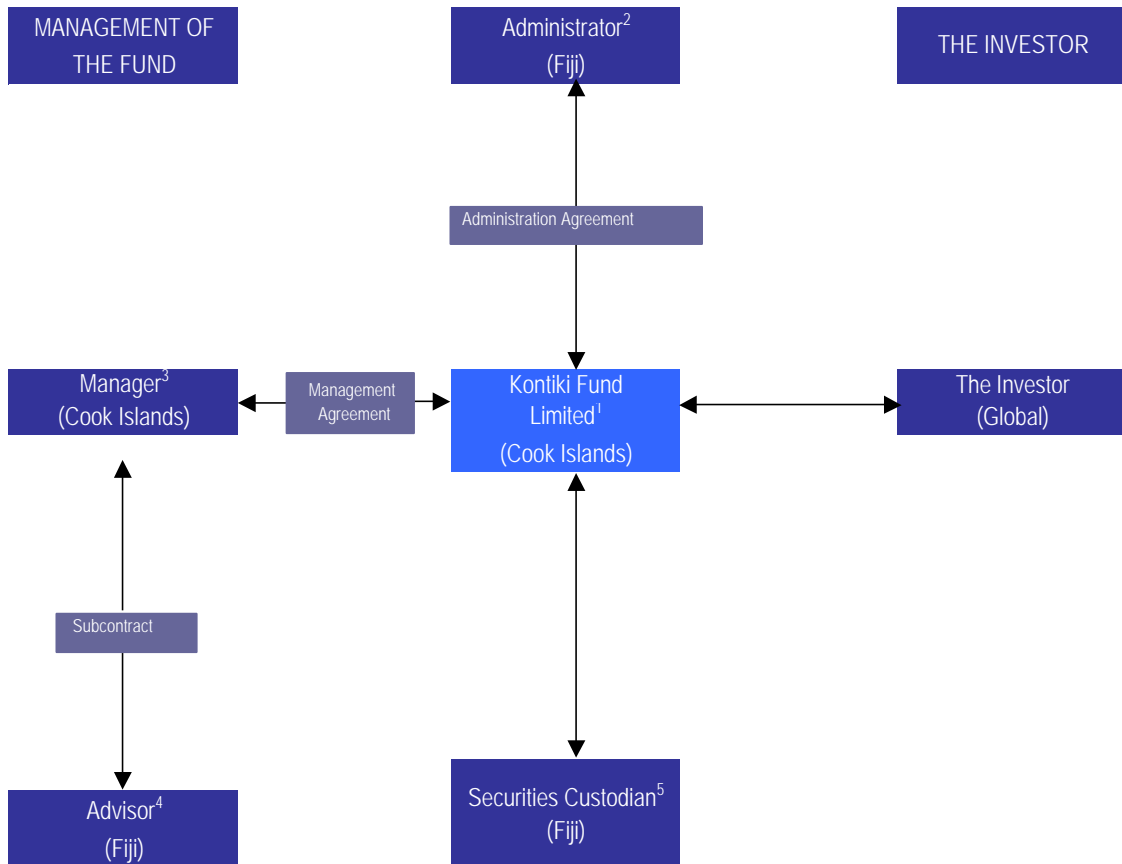 MANAGEMENT OF
THE FUND
Administrator²
(Fiji)
THE INVESTOR
Administration Agreement
Manager³
(Cook Islands)
Management
Agreement
Kontiki Fund
Limited¹
(Cook Islands)
The Investor
(Global)
Subcontract
Advisor⁴
(Fiji)
Securities Custodian⁵
(Fiji)